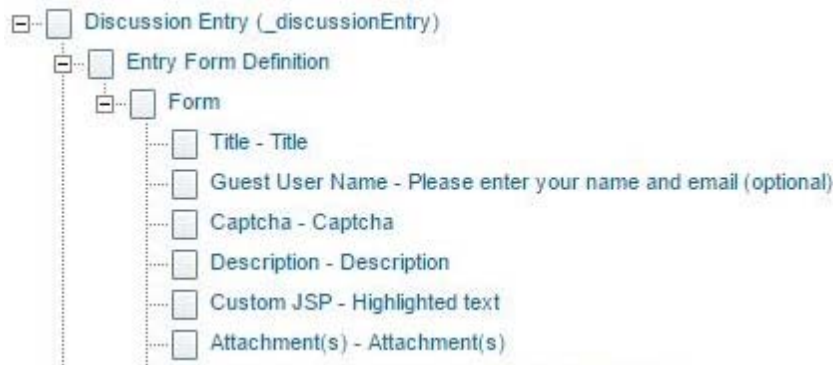 Discussion Entry (_discussionEntry)
Entry Form Definition
Form
Title - Title
Guest User Name - Please enter your name and email (optional)
Captcha - Captcha
Description - Description
Custom JSP - Highlighted text
Attachment(s) - Attachment(s)